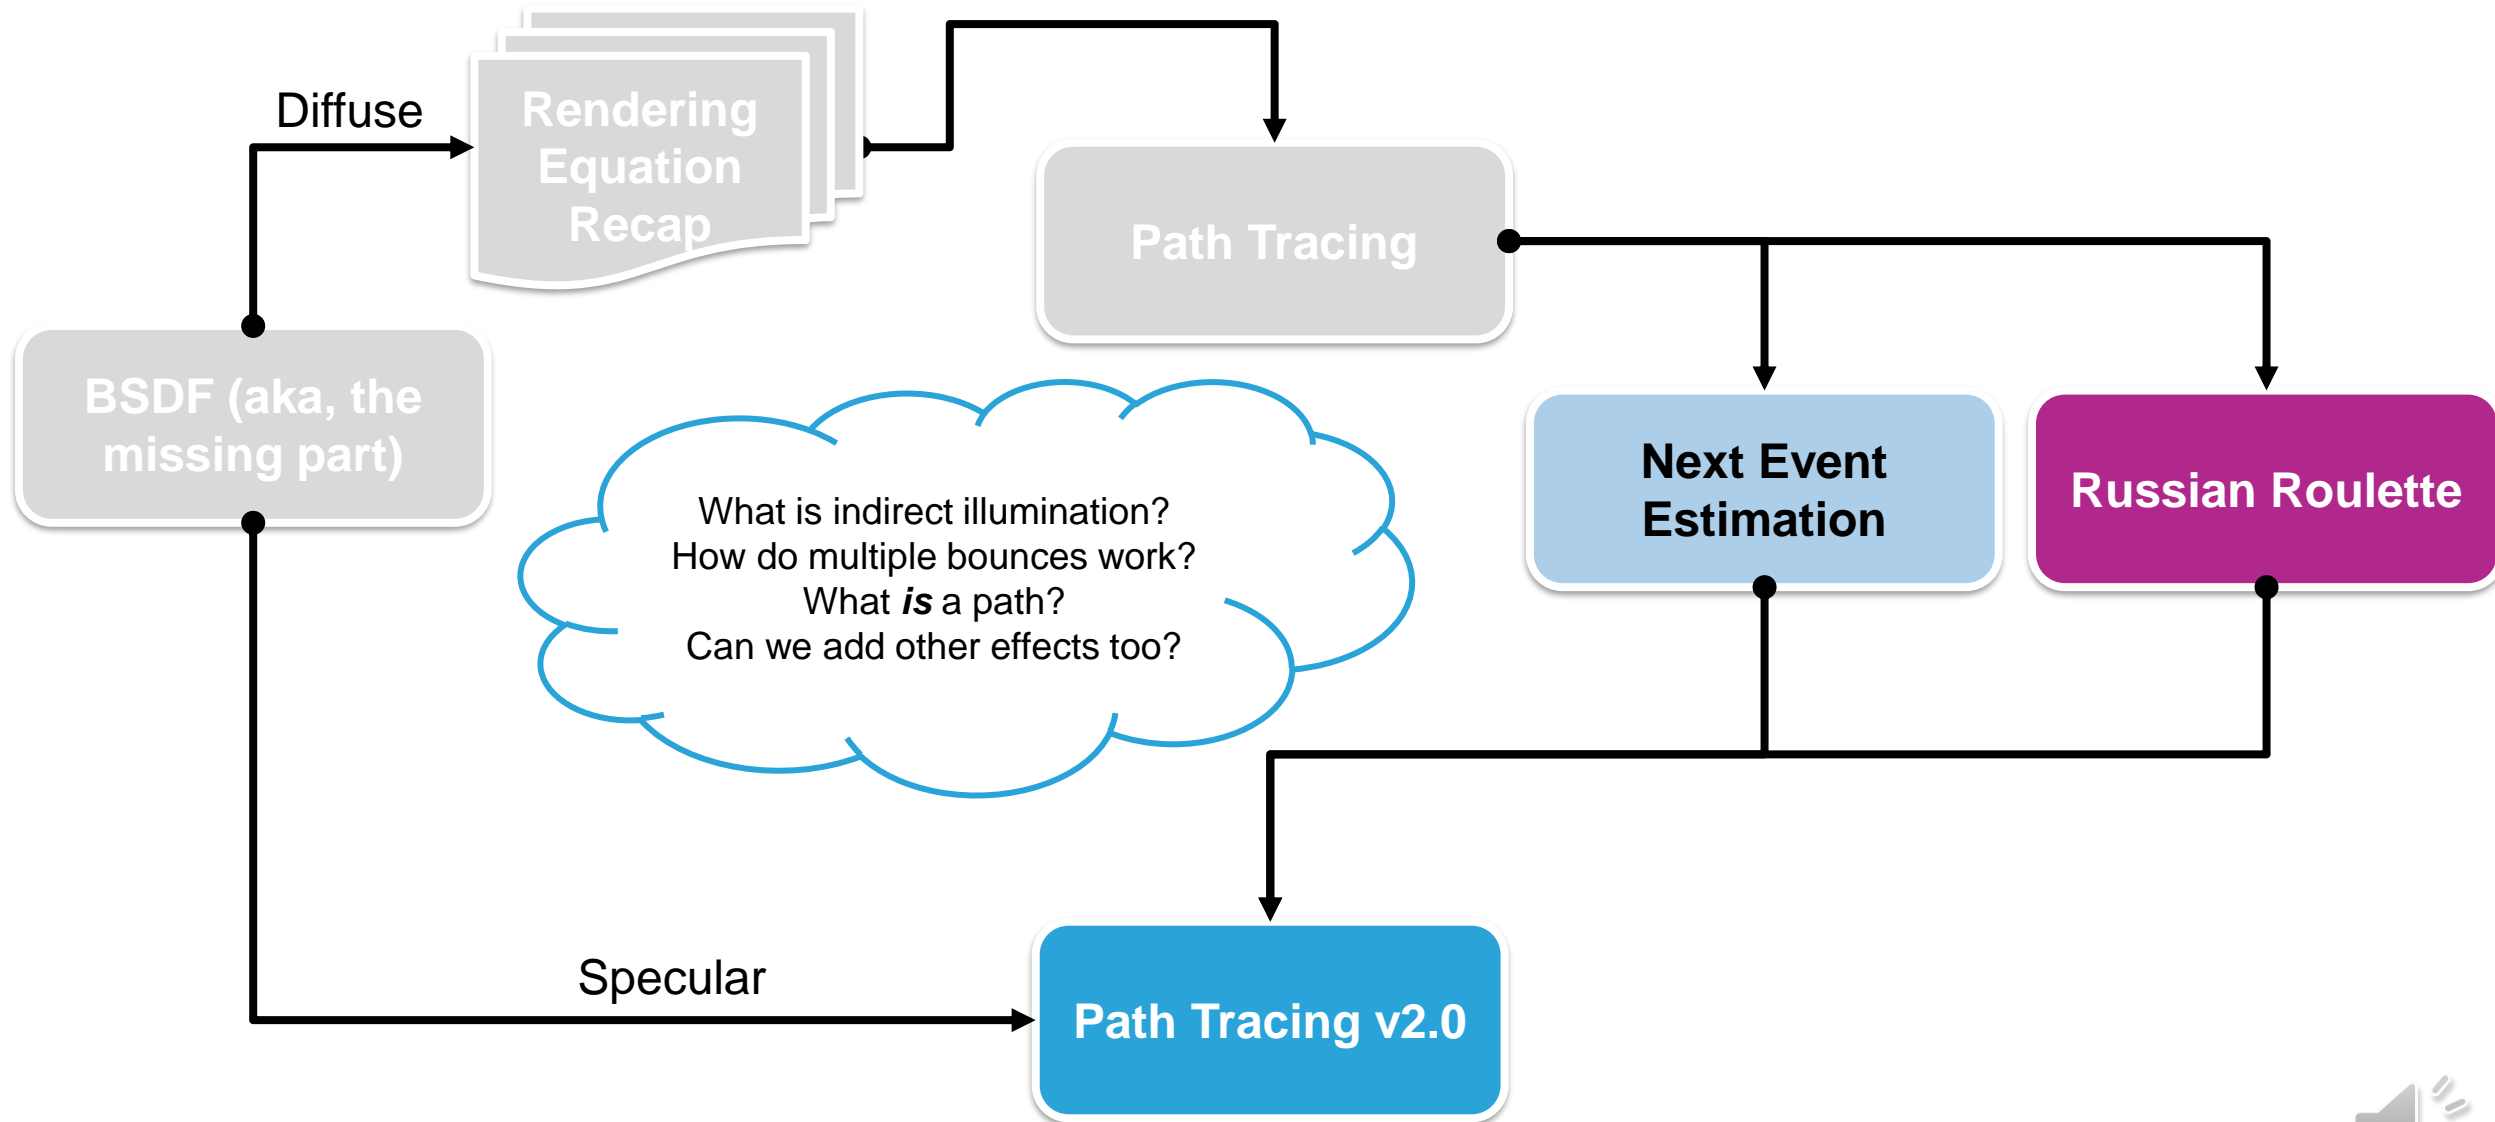 Diffuse
Rendering
Equation
Recap
Path Tracing
BSDF (aka, the
missing part)
What is indirect illumination?
How do multiple bounces work?
What is a path?
Can we add other effects too?
Next Event
Estimation
Russian Roulette
Specular
Path Tracing v2.0